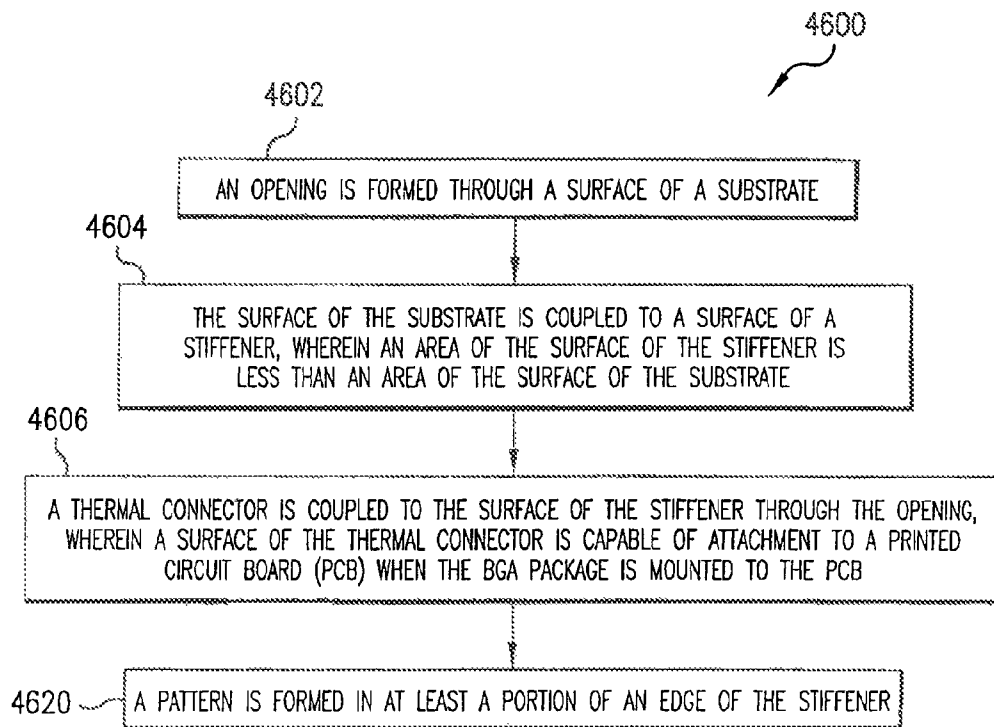 4600
4602
AN OPENING IS FORMED THROUGH A SURFACE OF A SUBSTRATE
4604
THE SURFACE OF THE SUBSTRATE IS COUPLED TO A SURFACE OF A
STIFFENER, WHEREIN AN AREA OF THE SURFACE OF THE STIFFENER IS
LESS THAN AN AREA OF THE SURFACE OF THE SUBSTRATE
4606
A THERMAL CONNECTOR IS COUPLED TO THE SURFACE OF THE STIFFENER THROUGH THE OPENING,
WHEREIN A SURFACE OF THE THERMAL CONNECTOR IS CAPABLE OF ATTACHMENT TO A PRINTED
CIRCUIT BOARD (PCB) WHEN THE BGA PACKAGE IS MOUNTED TO THE PCB
4620 A PATTERN IS FORMED IN AT LEAST A PORTION OF AN EDGE OF THE STIFFENER